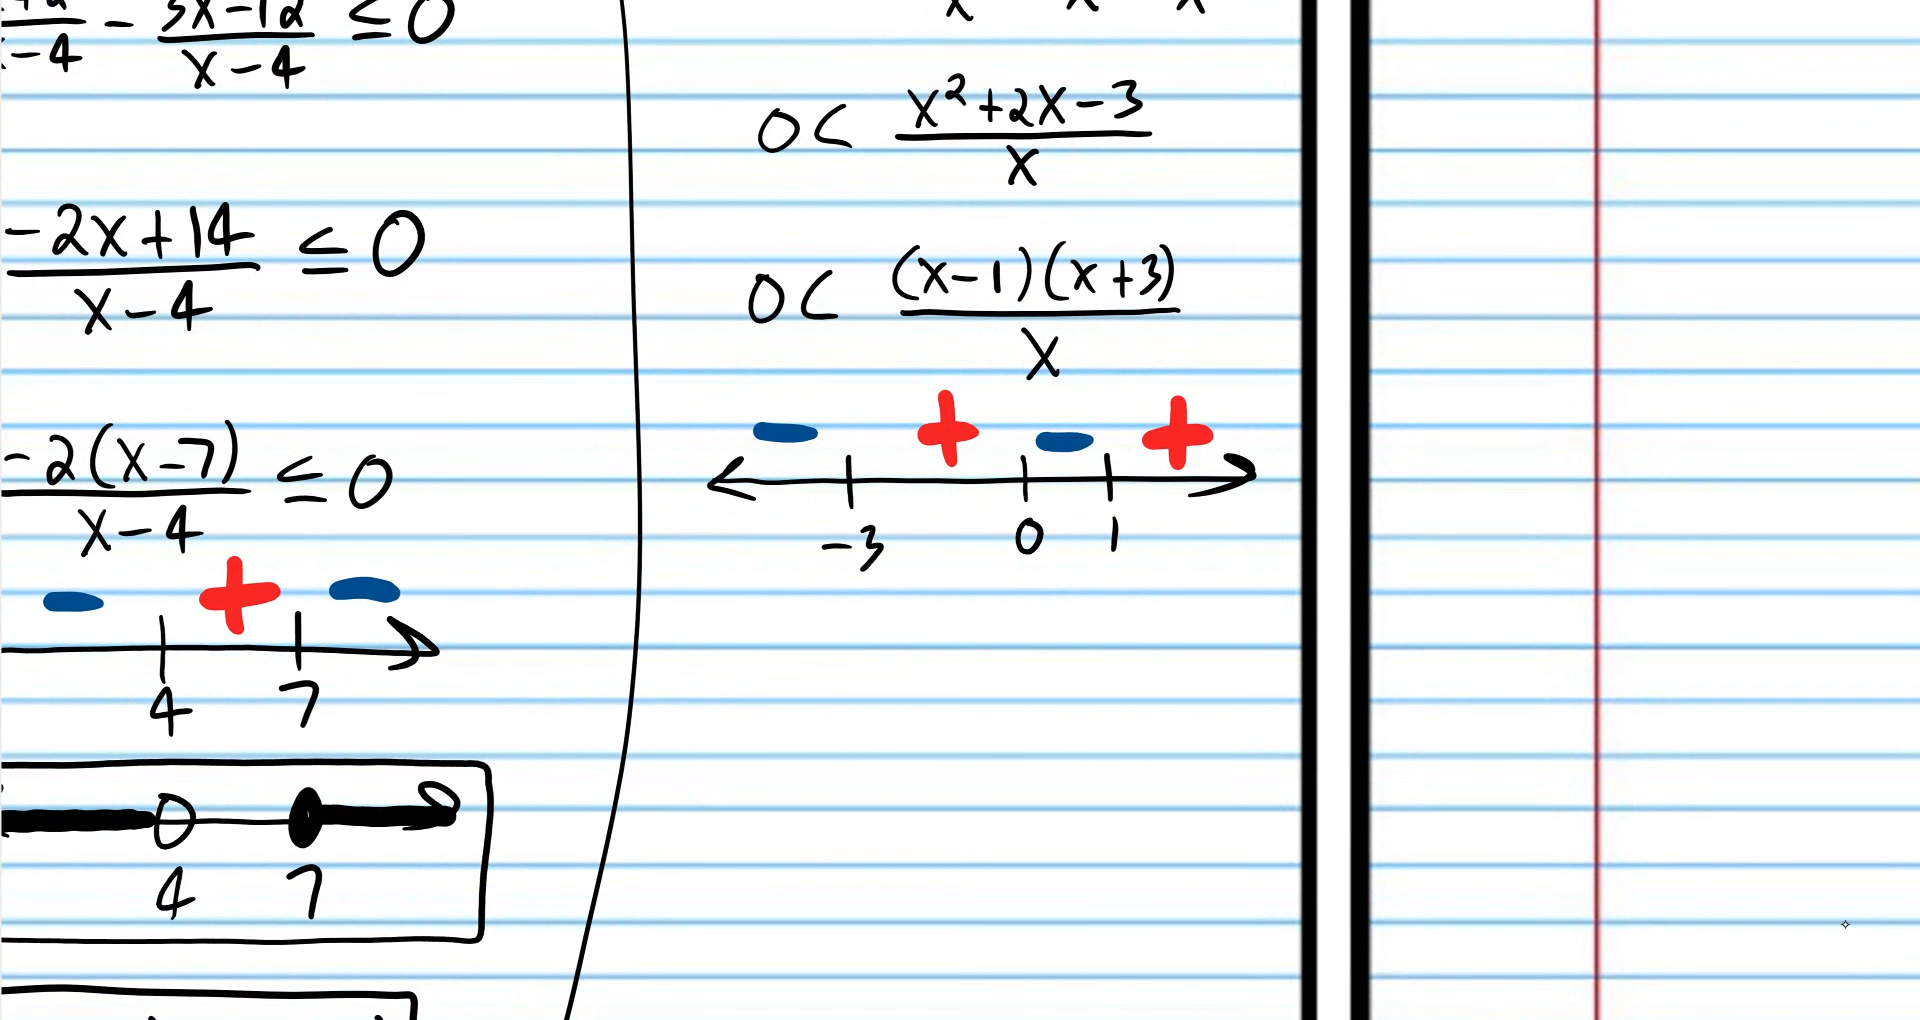 x-4 - 3x-12/x-4 ≤ 0
-2x+14/x-4 ≤ 0
-2(x-7)/x-4 ≤ 0
- + -
4 7
4 7
x x x
0 < x²+2x-3/x
0 < (x-1)(x+3)/x
- + - +
-3 0 1